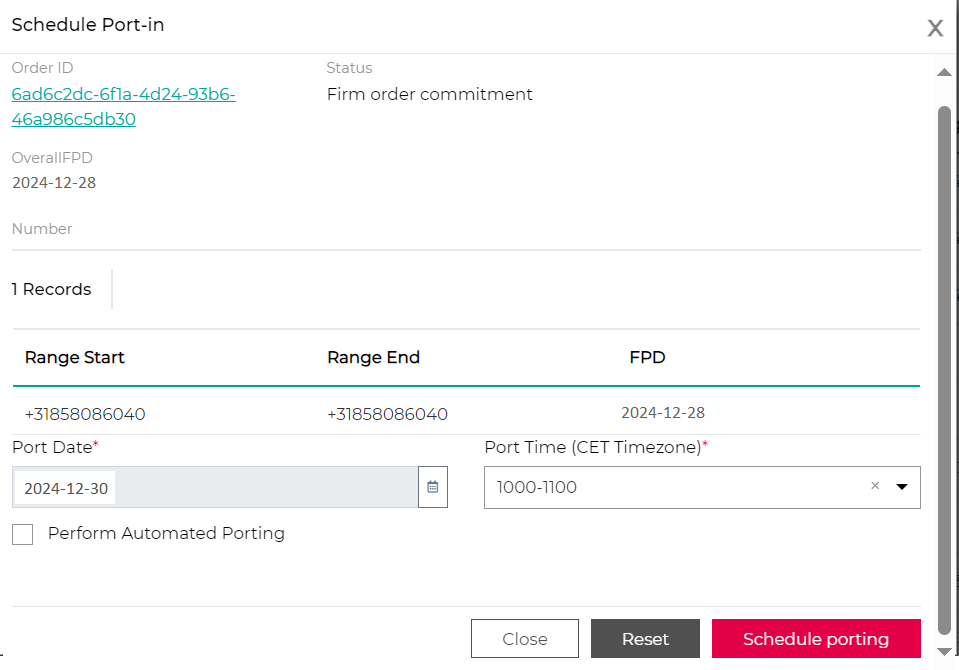 Schedule Port-in
X
Order ID
Status
6ad6c2dc-6f1a-4d24-93b6-
46a986c5db30
Firm order commitment
OverallFPD
2024-12-28
Number
1 Records
Range Start
Range End
FPD
+31858086040
+31858086040
2024-12-28
Port Date*
Port Time (CET Timezone)*
2024-12-30
1000-1100
×
Perform Automated Porting
Close
Reset
Schedule porting